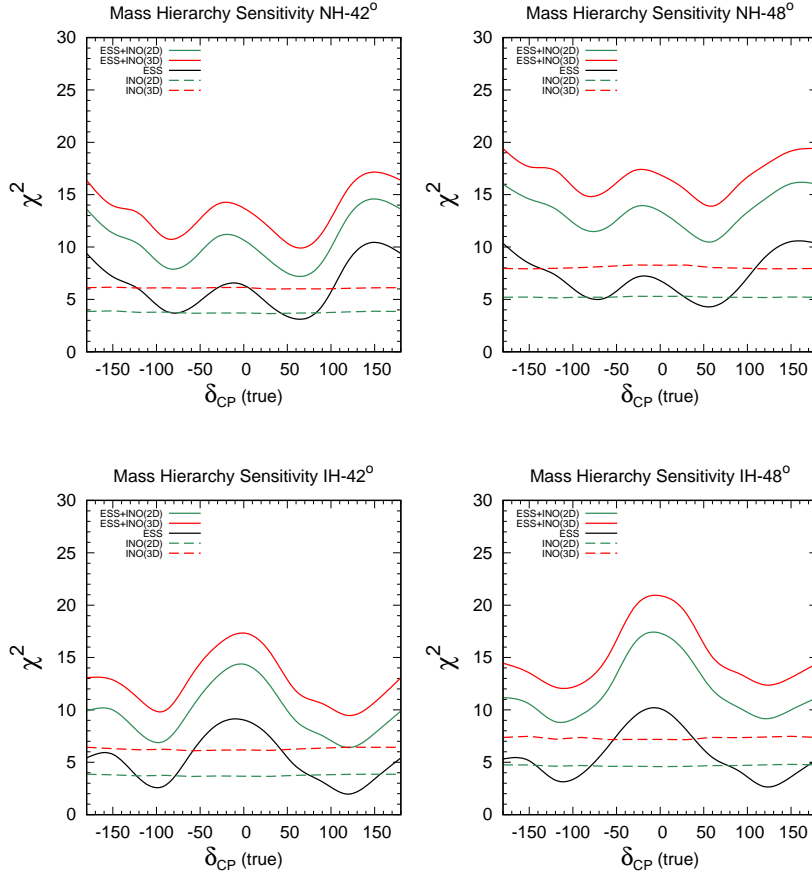 Mass Hierarchy Sensitivity NH-42°
χ²
30
25
20
15
10
5
0
ESS+INO(2D)
ESS+INO(3D)
ESS
INO(2D)
INO(3D)
-150 -100 -50 0 50 100 150
δCP (true)
Mass Hierarchy Sensitivity NH-48°
χ²
30
25
20
15
10
5
0
ESS+INO(2D)
ESS+INO(3D)
ESS
INO(2D)
INO(3D)
-150 -100 -50 0 50 100 150
δCP (true)
Mass Hierarchy Sensitivity IH-42°
χ²
30
25
20
15
10
5
0
ESS+INO(2D)
ESS+INO(3D)
ESS
INO(2D)
INO(3D)
-150 -100 -50 0 50 100 150
δCP (true)
Mass Hierarchy Sensitivity IH-48°
χ²
30
25
20
15
10
5
0
ESS+INO(2D)
ESS+INO(3D)
ESS
INO(2D)
INO(3D)
-150 -100 -50 0 50 100 150
δCP (true)